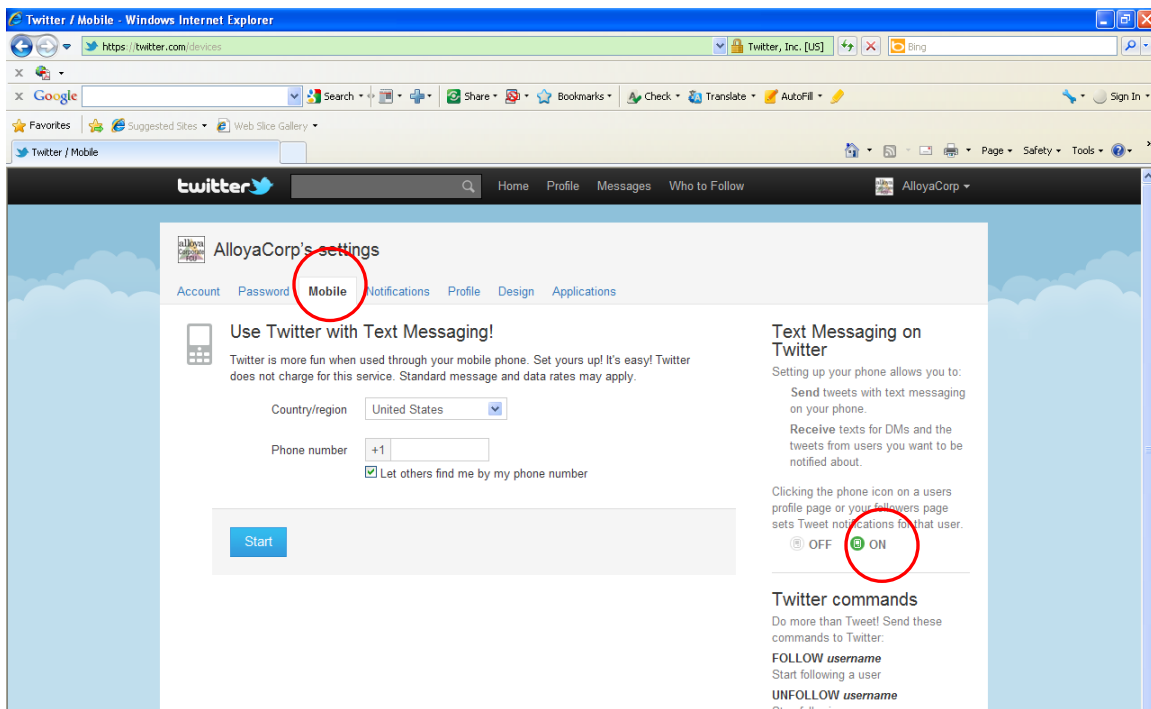 Twitter / Mobile - Windows Internet Explorer
https://twitter.com/devices
Twitter, Inc. [US]
Bing
x
x Google
Search
Share
Bookmarks
Check
Translate
AutoFill
Sign In
Favorites
Suggested Sites
Web Slice Gallery
Twitter / Mobile
Page
Safety
Tools
twitter
Home Profile Messages Who to Follow
AlloyaCorp
alloya
Corporate
FCU
AlloyaCorp's settings
Account Password Mobile Notifications Profile Design Applications
Use Twitter with Text Messaging!
Twitter is more fun when used through your mobile phone. Set yours up! It's easy! Twitter
does not charge for this service. Standard message and data rates may apply.
Country/region United States
Phone number +1
Let others find me by my phone number
Start
Text Messaging on
Twitter
Setting up your phone allows you to:
Send tweets with text messaging
on your phone.
Receive texts for DMs and the
tweets from users you want to be
notified about.
Clicking the phone icon on a users
profile page or your followers page
sets Tweet notifications for that user.
OFF ON
Twitter commands
Do more than Tweet! Send these
commands to Twitter:
FOLLOW username
Start following a user
UNFOLLOW username